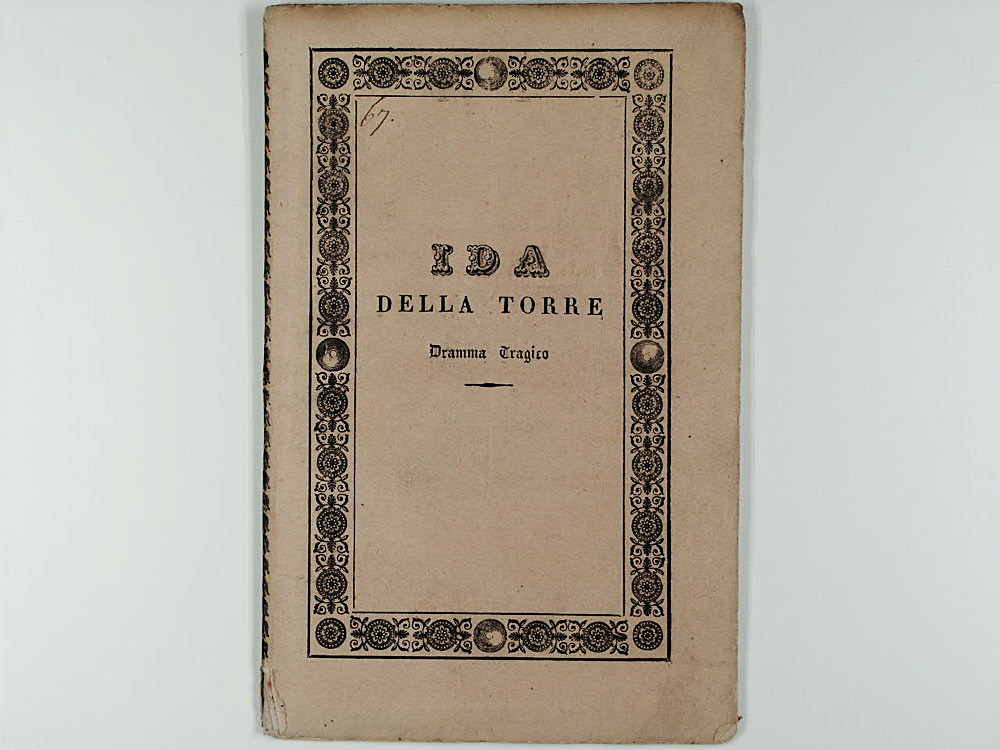 67.
IDA
DELLA TORRE
Dramma Tragico